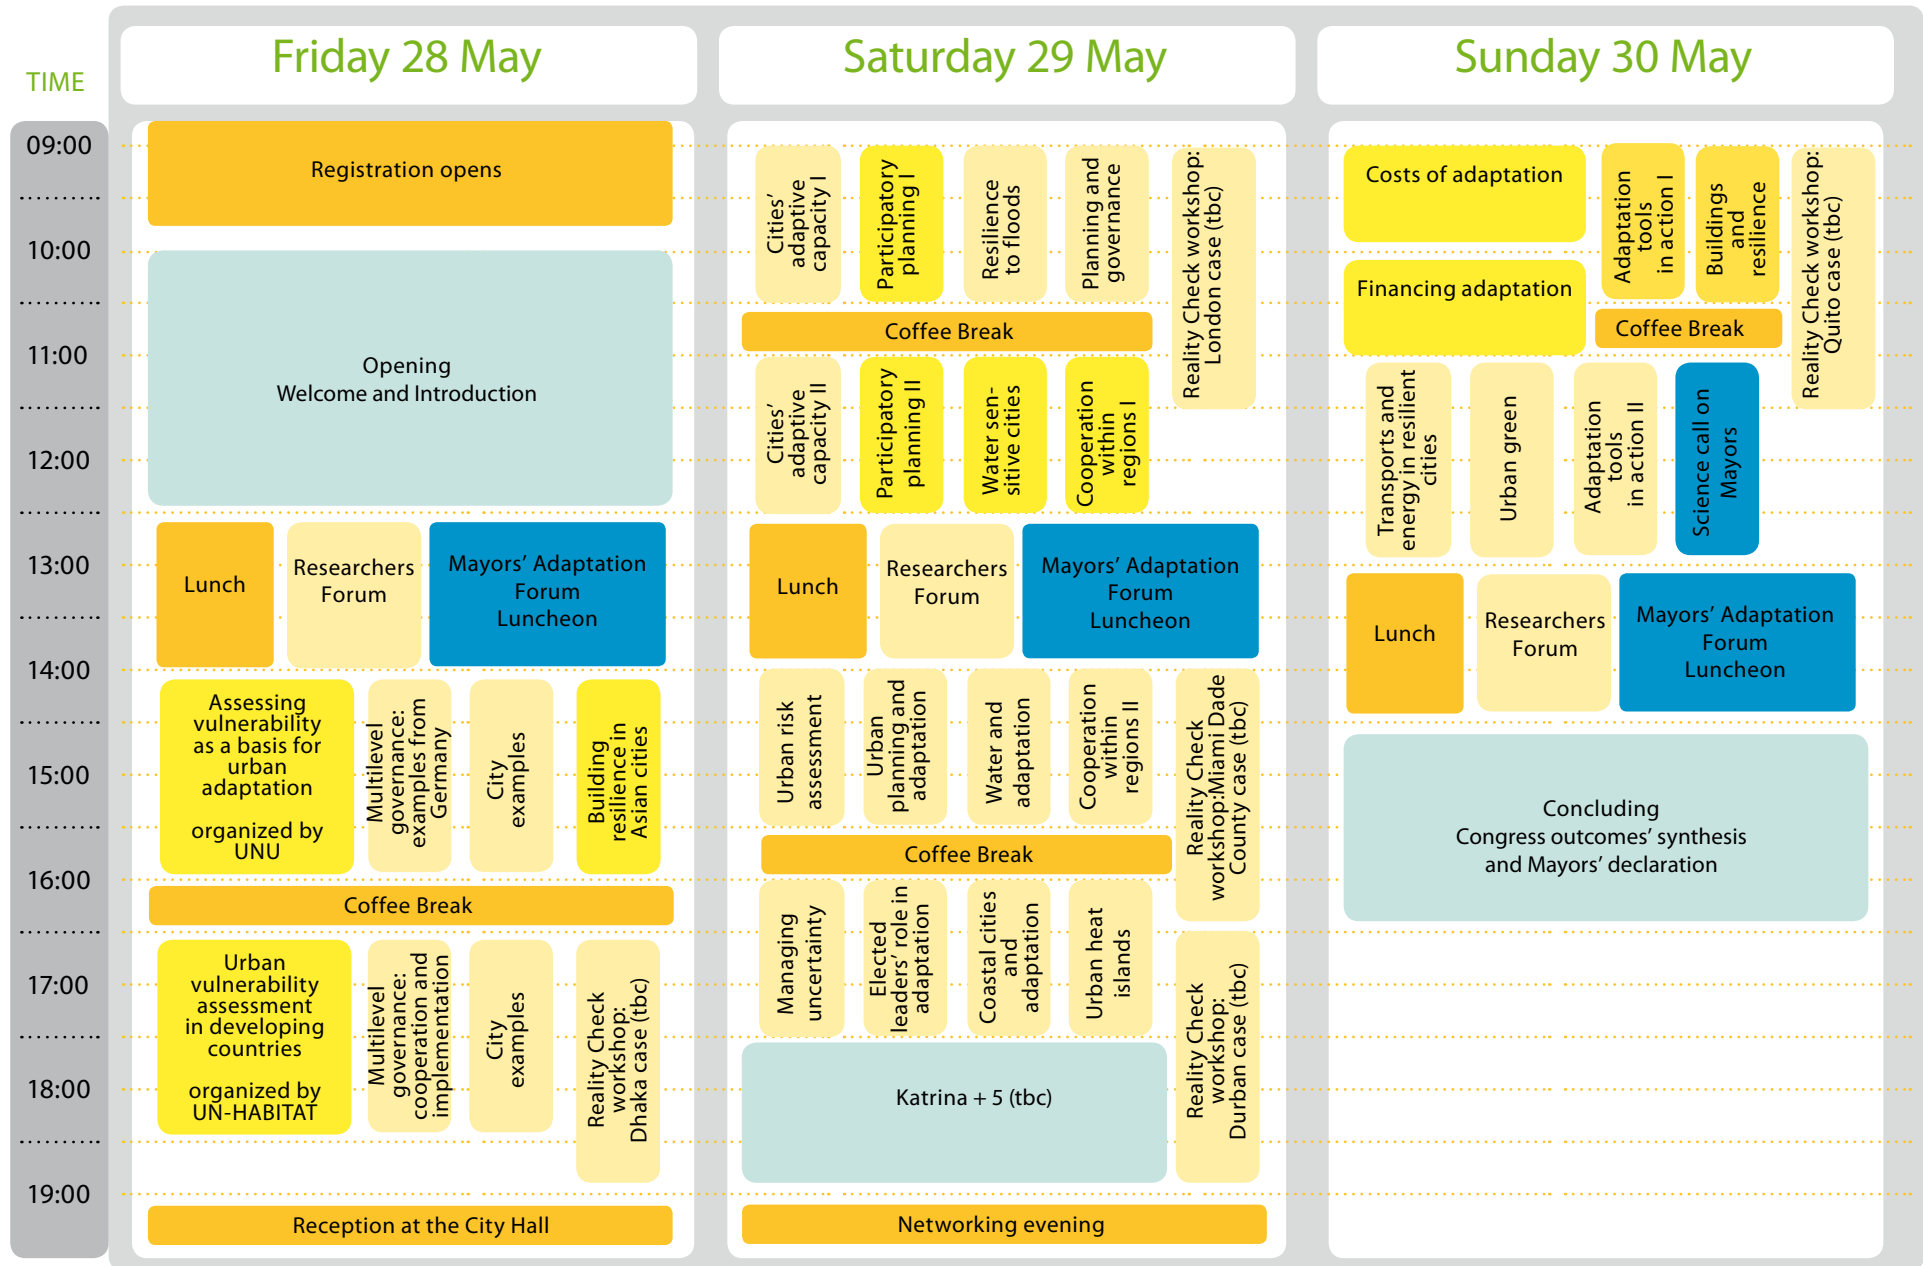 TIME
Friday 28 May
Saturday 29 May
Sunday 30 May
09:00
10:00
11:00
12:00
13:00
14:00
15:00
16:00
17:00
18:00
19:00
Registration opens
Opening
Welcome and Introduction
Lunch
Researchers
Forum
Mayors’ Adaptation
Forum
Luncheon
Assessing
vulnerability
as a basis for
urban
adaptation
organized by
UNU
Multilevel
governance:
examples from
Germany
City
examples
Building
resilience in
Asian cities
Coffee Break
Urban
vulnerability
assessment
in developing
countries
organized by
UN-HABITAT
Multilevel
governance:
cooperation and
implementation
City
examples
Reality Check
workshop:
Dhaka case (tbc)
Reception at the City Hall
Cities’
adaptive
capacity I
Participatory
planning I
Resilience
to floods
Planning and
governance
Reality Check workshop:
London case (tbc)
Coffee Break
Cities’
adaptive
capacity II
Participatory
planning II
Water sen-
sitive cities
Cooperation
within
regions I
Lunch
Researchers
Forum
Mayors’ Adaptation
Forum
Luncheon
Urban risk
assessment
Urban
planning and
adaptation
Water and
adaptation
Cooperation
within
regions II
Reality Check
workshop:Miami Dade
County case (tbc)
Coffee Break
Managing
uncertainty
Elected
leaders’ role in
adaptation
Coastal cities
and
adaptation
Urban heat
islands
Reality Check
workshop:
Durban case (tbc)
Katrina + 5 (tbc)
Networking evening
Costs of adaptation
Financing adaptation
Adaptation
tools
in action I
Buildings
and
resilience
Reality Check workshop:
Quito case (tbc)
Coffee Break
Transports and
energy in resilient
cities
Urban green
Adaptation
tools
in action II
Science call on
Mayors
Lunch
Researchers
Forum
Mayors’ Adaptation
Forum
Luncheon
Concluding
Congress outcomes’ synthesis
and Mayors’ declaration